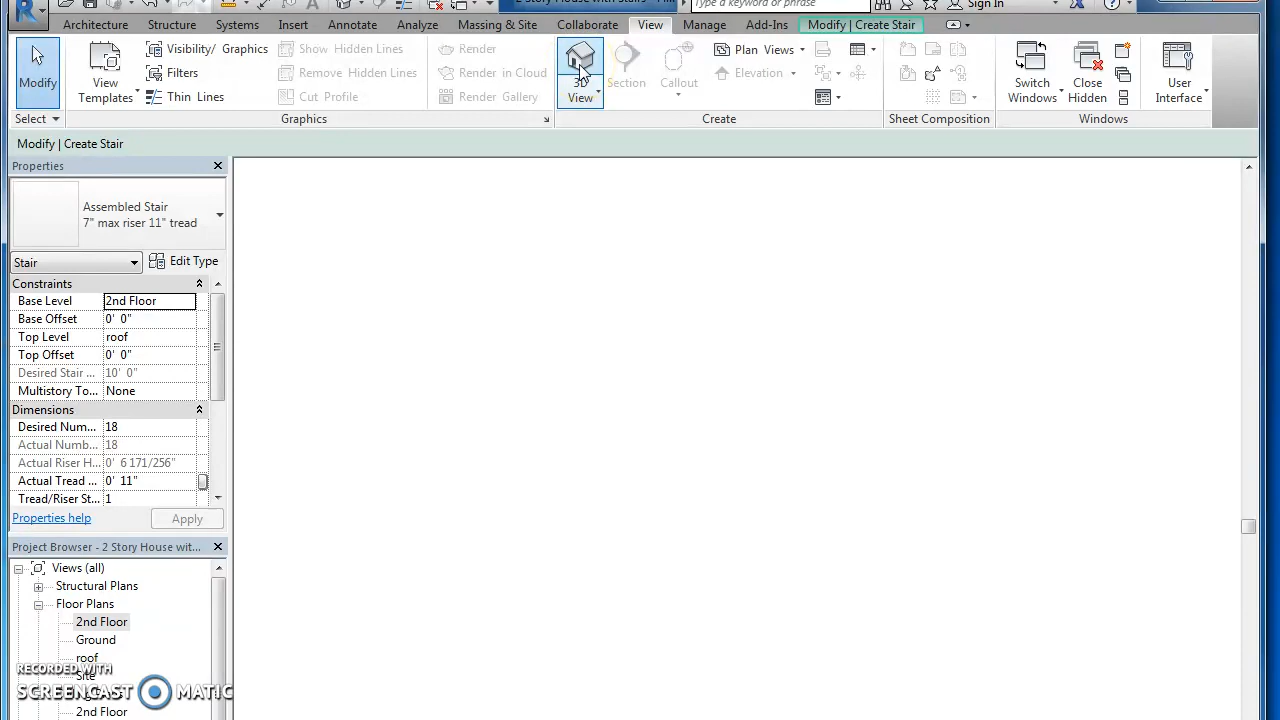 2 Story House with Stairs
Type a keyword or phrase
Sign In
Architecture Structure Systems Insert Annotate Analyze Massing & Site Collaborate View Manage Add-Ins Modify | Create Stair
Modify
Select
View Templates
Visibility/ Graphics
Filters
Thin Lines
Show Hidden Lines
Remove Hidden Lines
Cut Profile
Graphics
Render
Render in Cloud
Render Gallery
3D View
Section
Callout
Plan Views
Elevation
Create
Sheet Composition
Switch Windows
Close Hidden
Windows
User Interface
Modify | Create Stair
Properties
Assembled Stair
7" max riser 11" tread
Stair
Edit Type
Constraints
Base Level 2nd Floor
Base Offset 0' 0"
Top Level roof
Top Offset 0' 0"
Desired Stair ... 10' 0"
Multistory To... None
Dimensions
Desired Num... 18
Actual Numb... 18
Actual Riser H... 0' 6 171/256"
Actual Tread ... 0' 11"
Tread/Riser St... 1
Properties help
Apply
Project Browser - 2 Story House wit...
Views (all)
Structural Plans
Floor Plans
2nd Floor
Ground
roof
Site
2nd Floor
RECORDED WITH
SCREENCAST MATIC